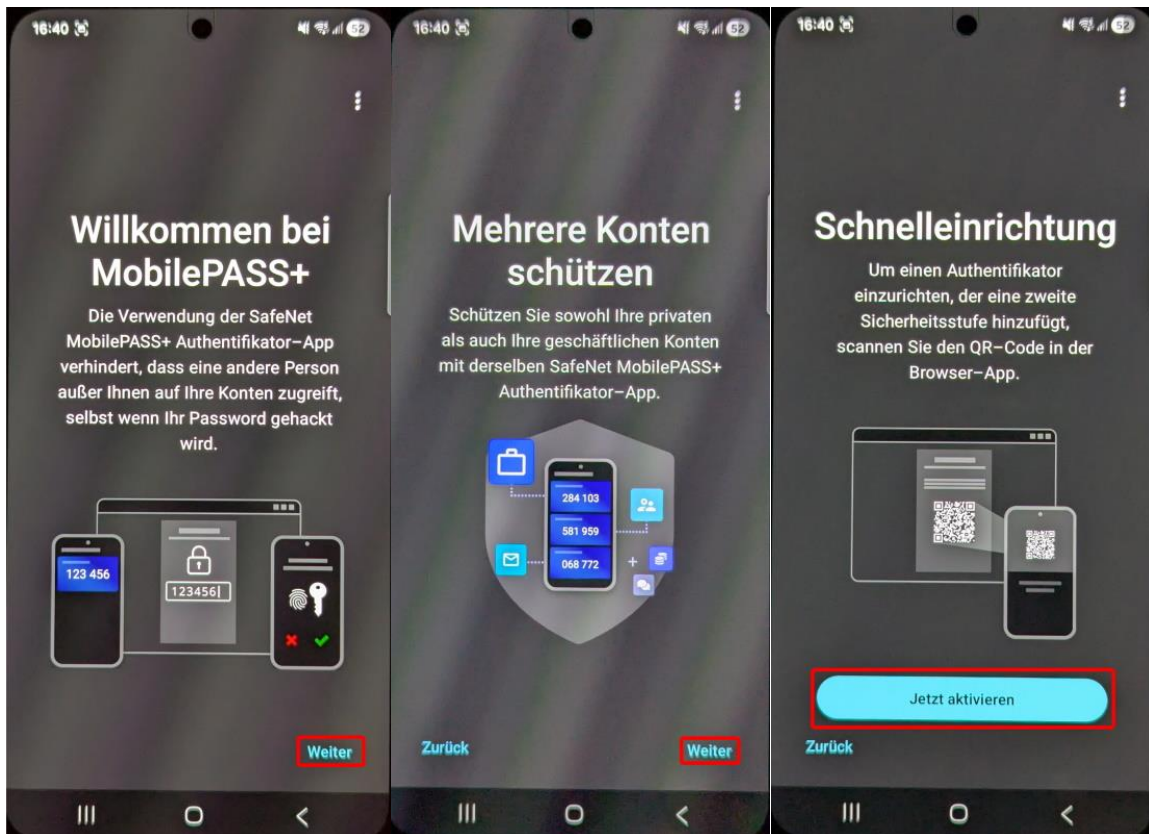 16:40
52
Willkommen bei
MobilePASS+
Die Verwendung der SafeNet
MobilePASS+ Authentifikator-App
verhindert, dass eine andere Person
außer Ihnen auf Ihre Konten zugreift,
selbst wenn Ihr Password gehackt
wird.
123 456
123456
Weiter
16:40
52
Mehrere Konten
schützen
Schützen Sie sowohl Ihre privaten
als auch Ihre geschäftlichen Konten
mit derselben SafeNet MobilePASS+
Authentifikator-App.
284 103
581 959
068 772
+
Zurück
Weiter
16:40
52
Schnelleinrichtung
Um einen Authentifikator
einzurichten, der eine zweite
Sicherheitsstufe hinzufügt,
scannen Sie den QR-Code in der
Browser-App.
Jetzt aktivieren
Zurück